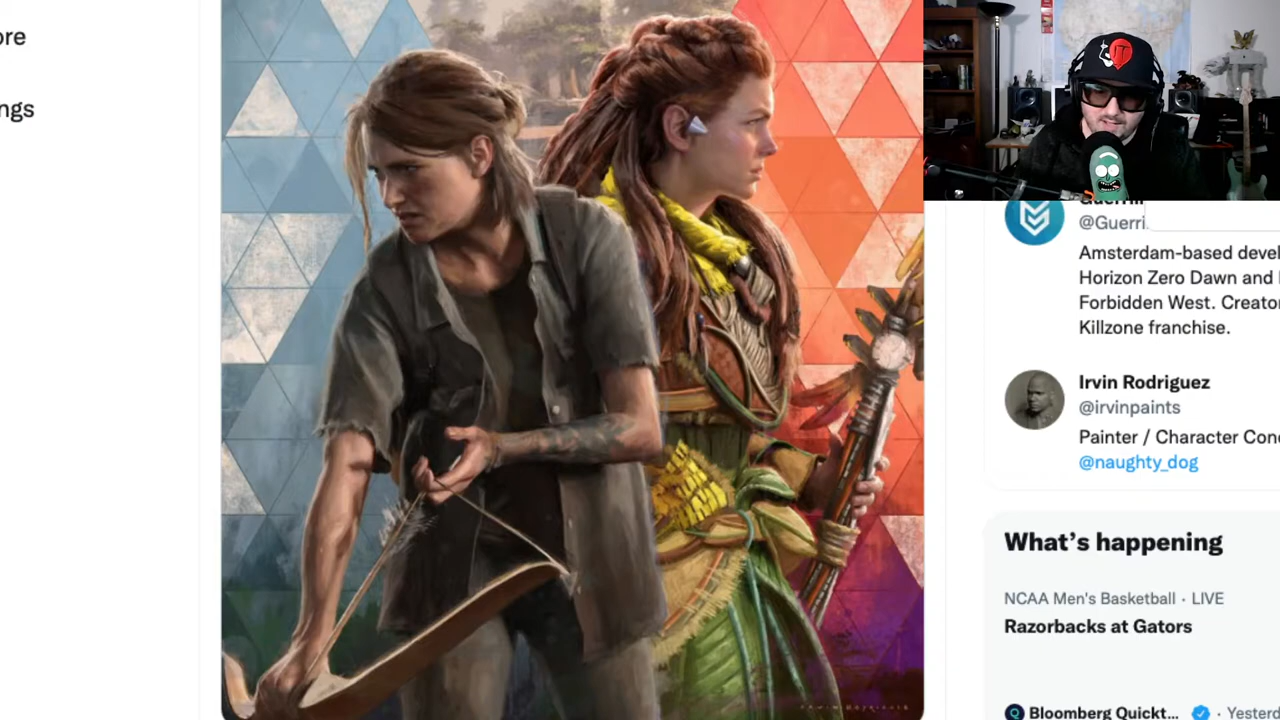 ore
ngs
@Guerri
Amsterdam-based devel
Horizon Zero Dawn and
Forbidden West. Creato
Killzone franchise.
Irvin Rodriguez
@irvinpaints
Painter / Character Conc
@naughty_dog
What's happening
NCAA Men's Basketball · LIVE
Razorbacks at Gators
Bloomberg Quickt... · Yesterd